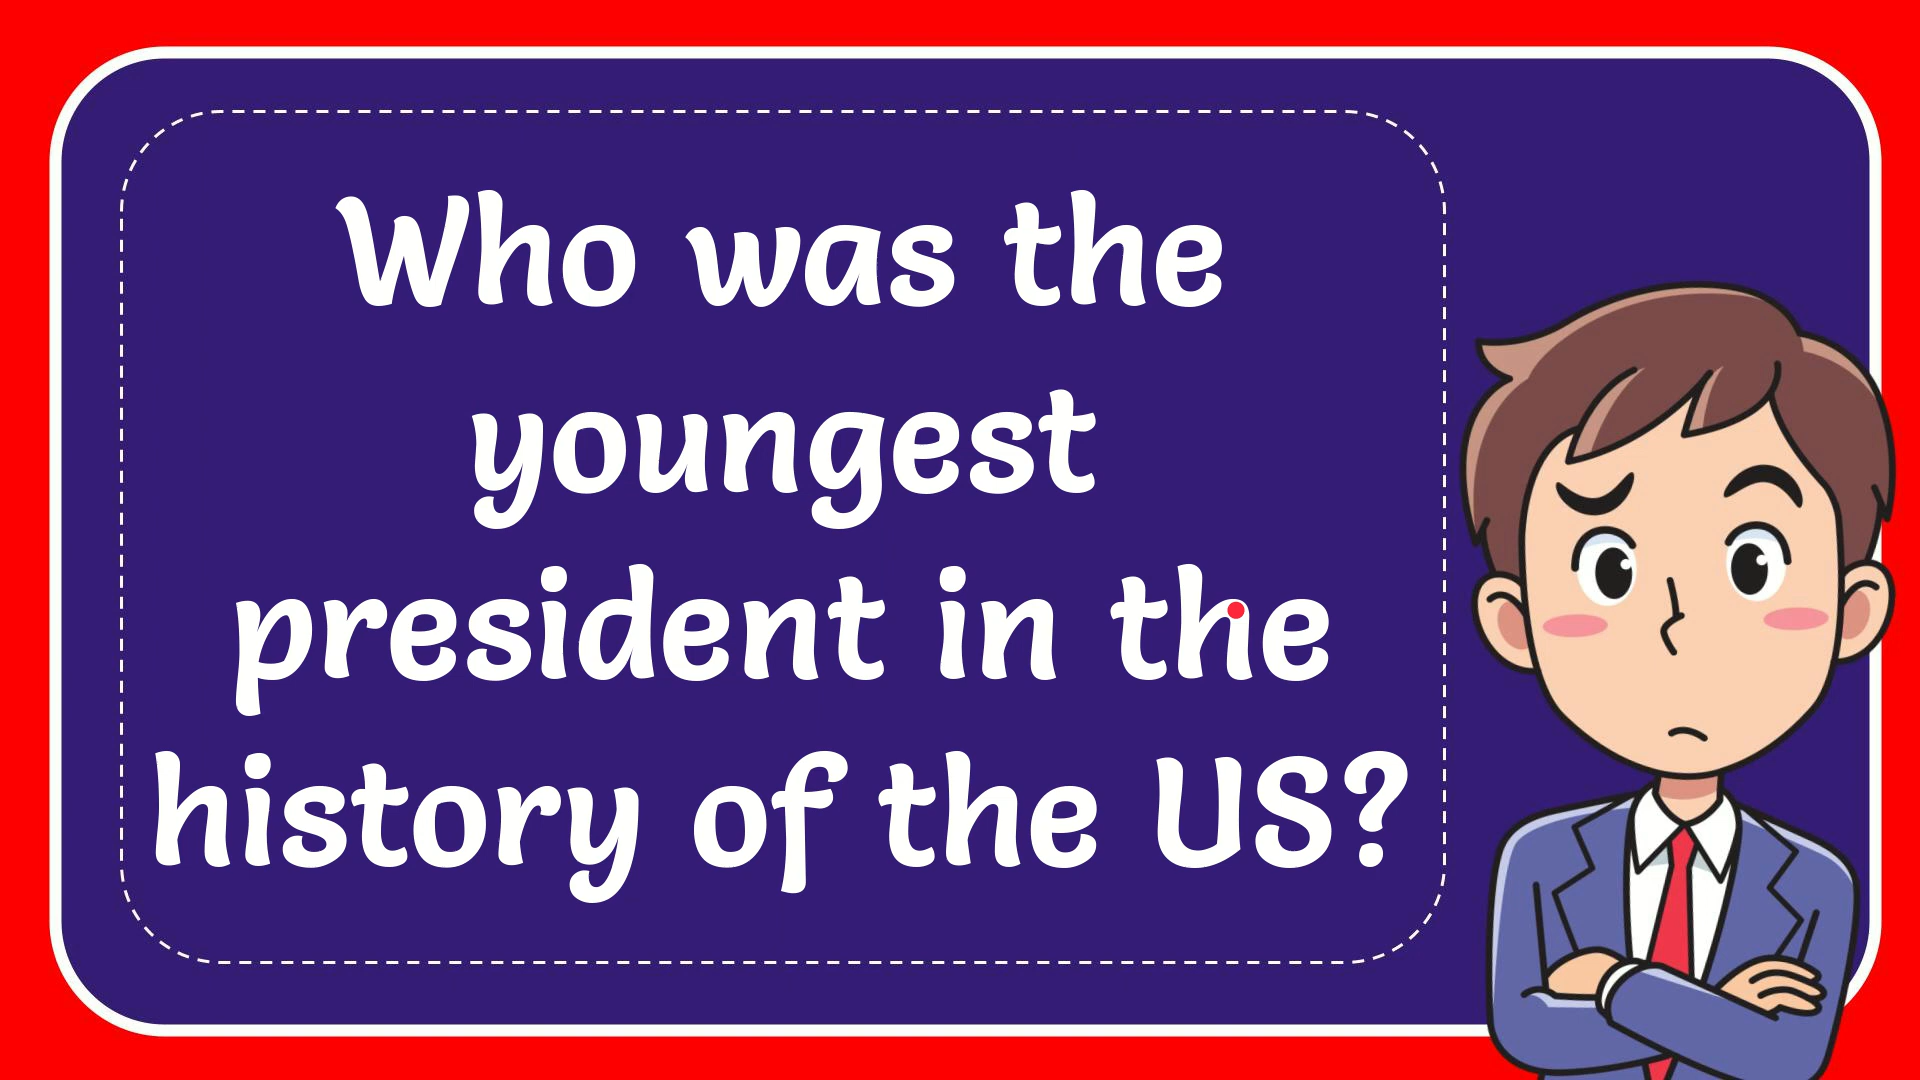 Who was the
youngest
president in the
history of the US?